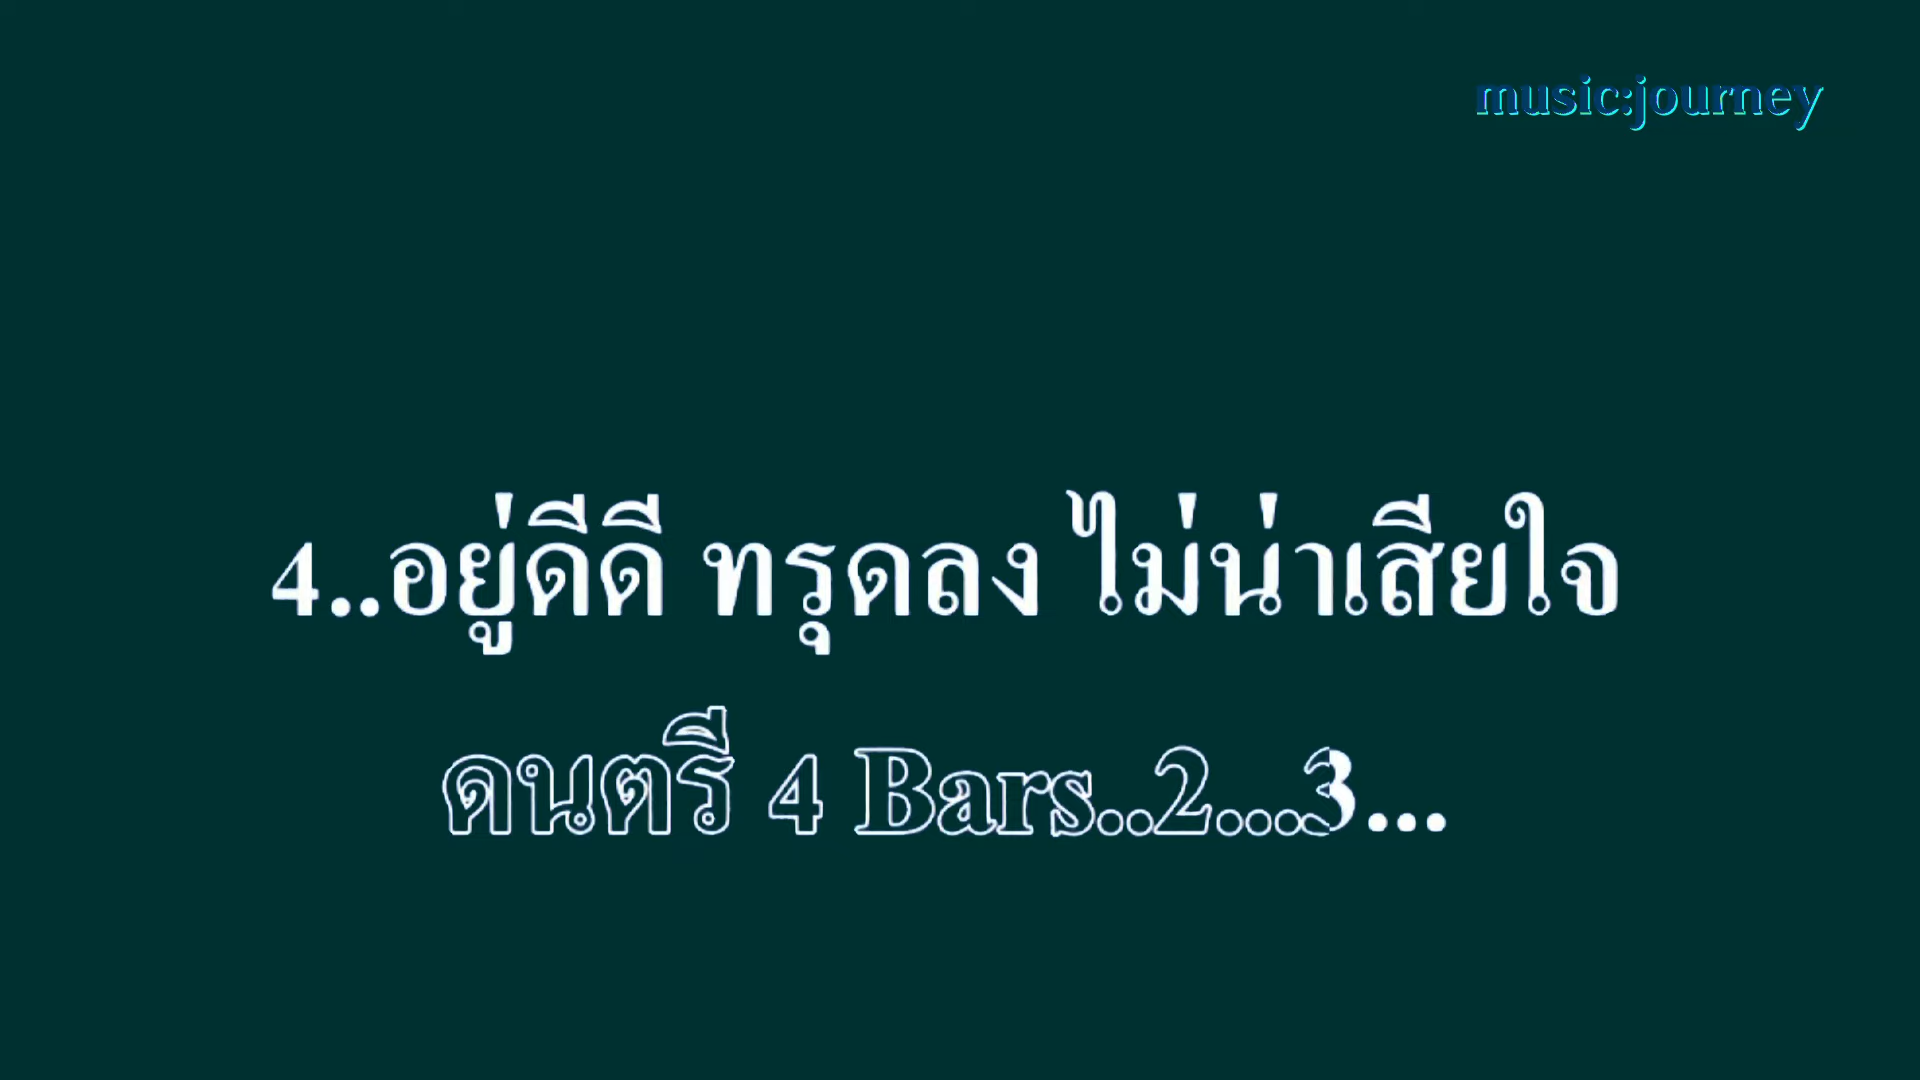 music:journey
4..อยู่ดีดี ทรุดลง ไม่น่าเสียใจ
ดนตรี 4 Bars..2...3...